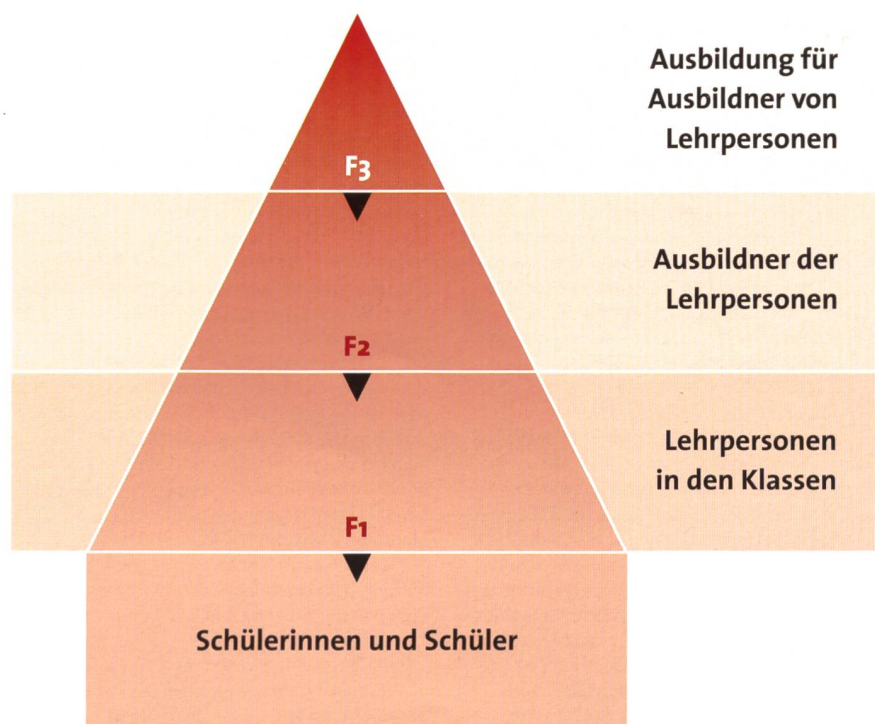 Ausbildung für
Ausbildner von
Lehrpersonen
F3
Ausbildner der
Lehrpersonen
F2
Lehrpersonen
in den Klassen
F1
Schülerinnen und Schüler